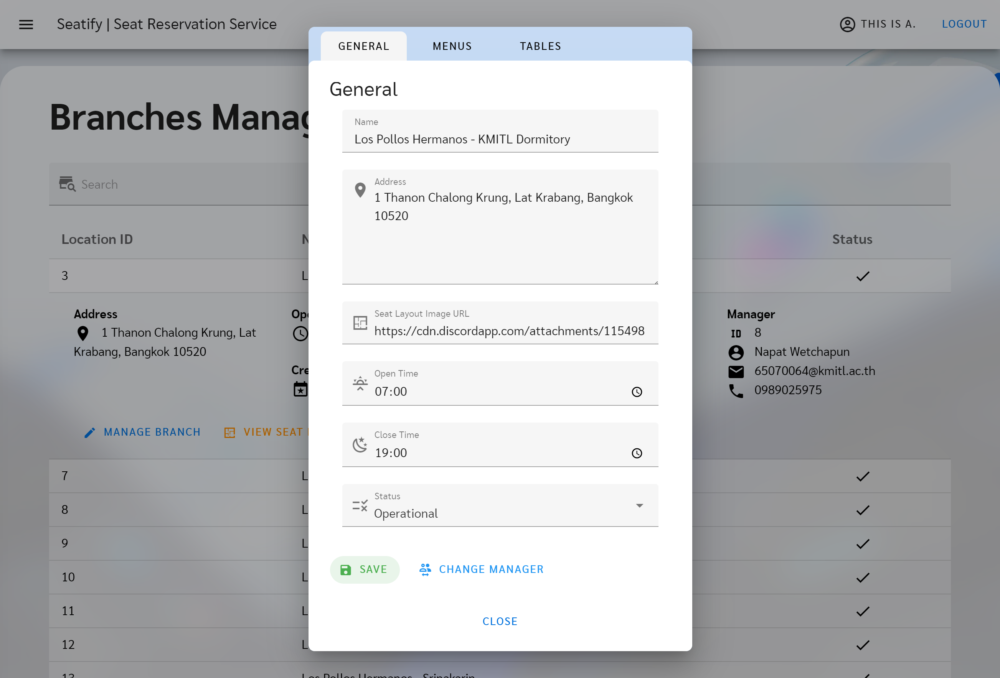 Seatify | Seat Reservation Service
THIS IS A.
LOGOUT
GENERAL
MENUS
TABLES
General
Name
Los Pollos Hermanos - KMITL Dormitory
Address
1 Thanon Chalong Krung, Lat Krabang, Bangkok
10520
Seat Layout Image URL
https://cdn.discordapp.com/attachments/115498
Open Time
07:00
Close Time
19:00
Status
Operational
SAVE
CHANGE MANAGER
CLOSE
Branches Manag
Search
Location ID
N
Status
3
L
Address
1 Thanon Chalong Krung, Lat
Krabang, Bangkok 10520
Ope
Cre
Manager
ID 8
Napat Wetchapun
65070064@kmitl.ac.th
0989025975
MANAGE BRANCH
VIEW SEAT
7 L
8 L
9 L
10 L
11 L
12 L
13 Los Pollos Hermanos - Srinakarin